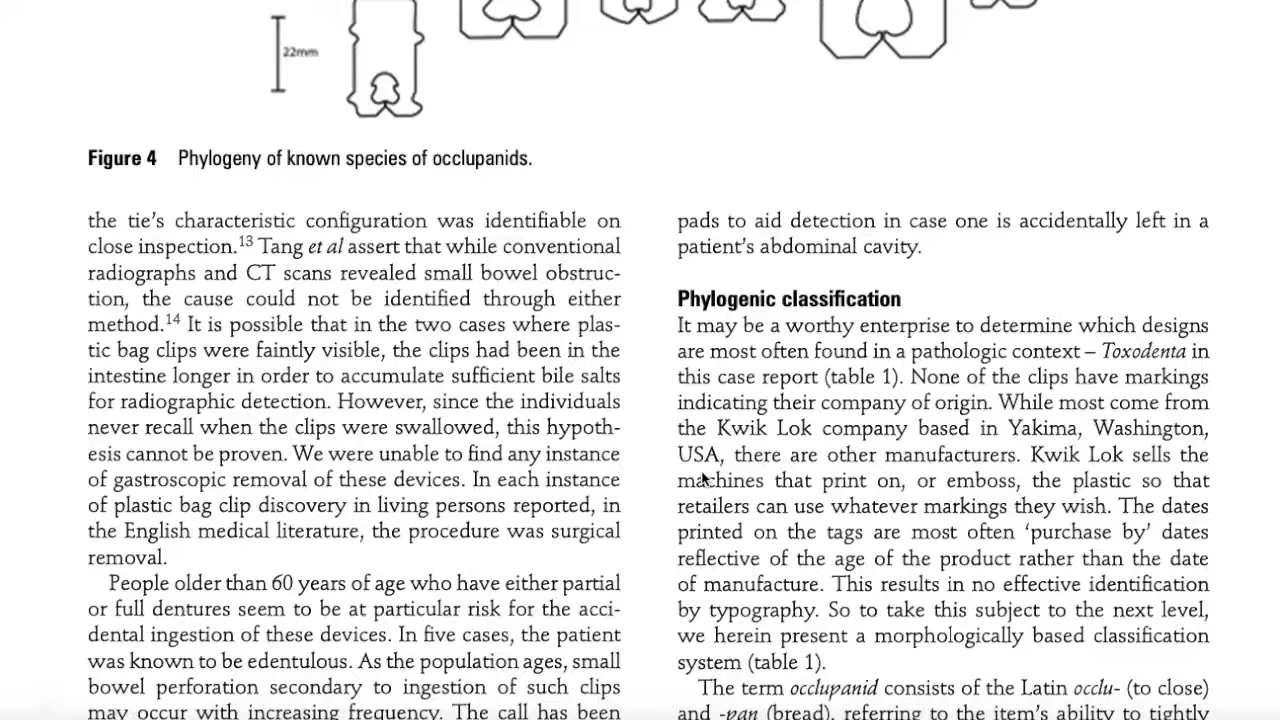 22mm
Figure 4 Phylogeny of known species of occlupanids.
the tie's characteristic configuration was identifiable on
close inspection.13 Tang et al assert that while conventional
radiographs and CT scans revealed small bowel obstruc-
tion, the cause could not be identified through either
method.14 It is possible that in the two cases where plas-
tic bag clips were faintly visible, the clips had been in the
intestine longer in order to accumulate sufficient bile salts
for radiographic detection. However, since the individuals
never recall when the clips were swallowed, this hypoth-
esis cannot be proven. We were unable to find any instance
of gastroscopic removal of these devices. In each instance
of plastic bag clip discovery in living persons reported, in
the English medical literature, the procedure was surgical
removal.
People older than 60 years of age who have either partial
or full dentures seem to be at particular risk for the acci-
dental ingestion of these devices. In five cases, the patient
was known to be edentulous. As the population ages, small
bowel perforation secondary to ingestion of such clips
may occur with increasing frequency. The call has been
pads to aid detection in case one is accidentally left in a
patient's abdominal cavity.
Phylogenic classification
It may be a worthy enterprise to determine which designs
are most often found in a pathologic context – Toxodenta in
this case report (table 1). None of the clips have markings
indicating their company of origin. While most come from
the Kwik Lok company based in Yakima, Washington,
USA, there are other manufacturers. Kwik Lok sells the
machines that print on, or emboss, the plastic so that
retailers can use whatever markings they wish. The dates
printed on the tags are most often ‘purchase by’ dates
reflective of the age of the product rather than the date
of manufacture. This results in no effective identification
by typography. So to take this subject to the next level,
we herein present a morphologically based classification
system (table 1).
The term occlupanid consists of the Latin occlu- (to close)
and -pan (bread), referring to the item's ability to tightly